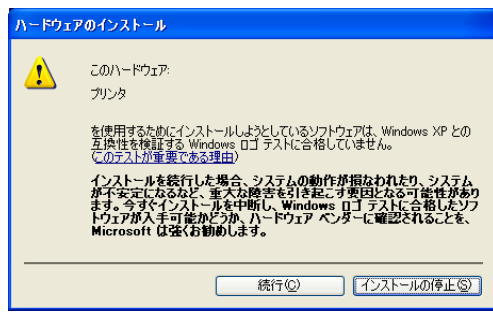 ハードウェアのインストール
このハードウェア:
プリンタ
を使用するためにインストールしようとしているソフトウェアは、Windows XP との
互換性を検証する Windows ロゴ テストに合格していません。
(このテストが重要である理由)
インストールを続行した場合、システムの動作が損なわれたり、システム
が不安定になるなど、重大な障害を引き起こす要因となる可能性があり
ます。今すぐインストールを中断し、Windows ロゴ テストに合格したソフ
トウェアが入手可能かどうか、ハードウェア ベンダーに確認されることを、
Microsoft は強くお勧めします。
続行(C) インストールの停止(S)